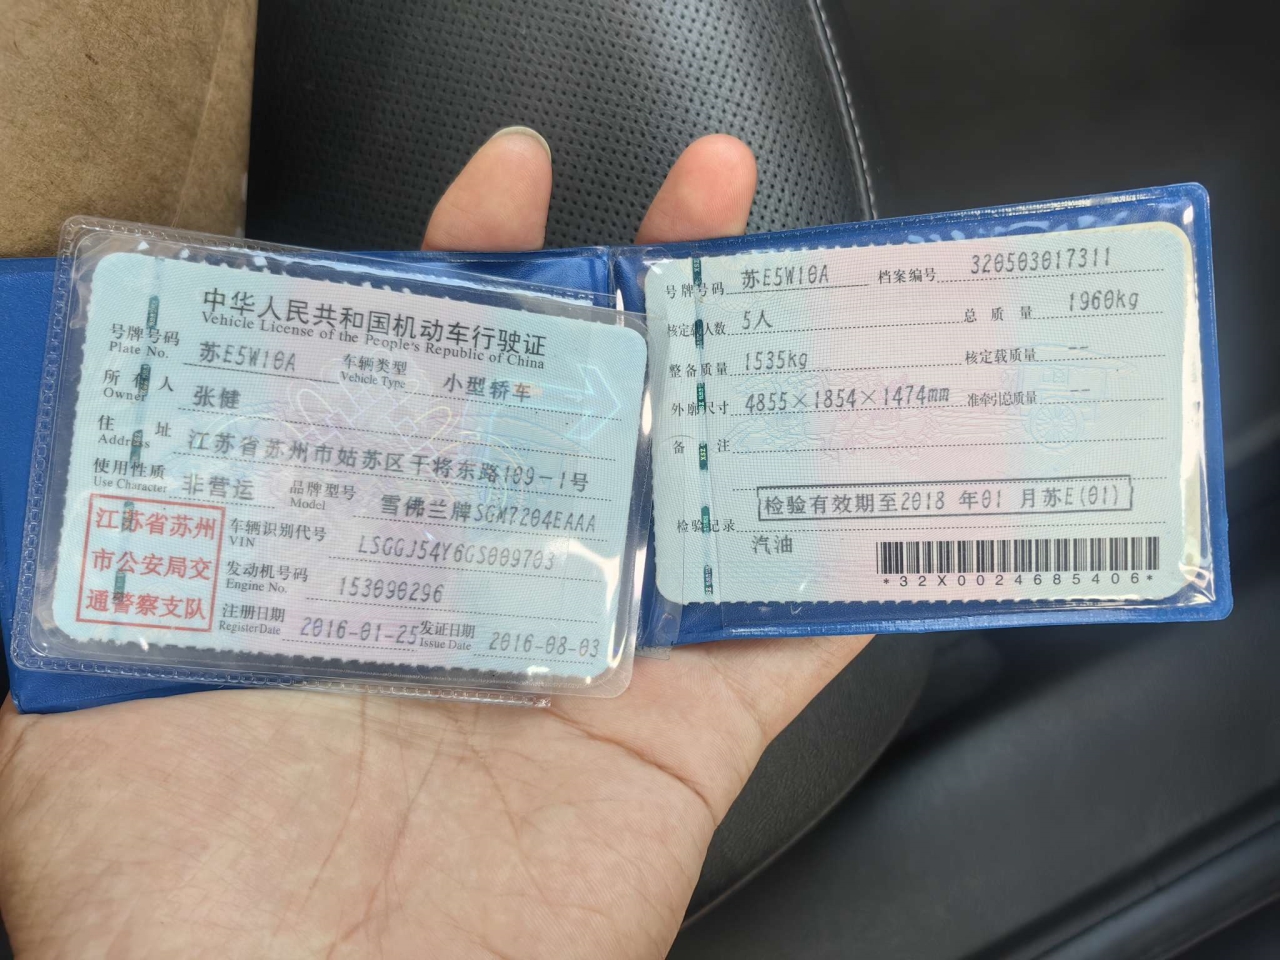 中华人民共和国机动车行驶证
Vehicle License of the People's Republic of China
号牌号码 苏E5W10A 车辆类型 小型轿车
Plate No. Vehicle Type
所有人 张健
Owner
住址 江苏省苏州市姑苏区干将东路109-1号
Address
使用性质 非营运 品牌型号 雪佛兰牌SGM7204EAAA
Use Character Model
江苏省苏州
市公安局交
通警察支队
车辆识别代号 LSGGJ54Y6GS009703
VIN
发动机号码 153690296
Engine No.
注册日期 2016-01-25 发证日期 2016-08-03
Register Date Issue Date
号牌号码 苏E5W10A 档案编号 320503017311
核定载人数 5人 总质量 1960kg
整备质量 1535kg 核定载质量 --
外廓尺寸 4855×1854×1474mm 准牵引总质量 --
备注
检验有效期至2018年01月苏E(01)
检验记录
汽油
*32X0024685406*